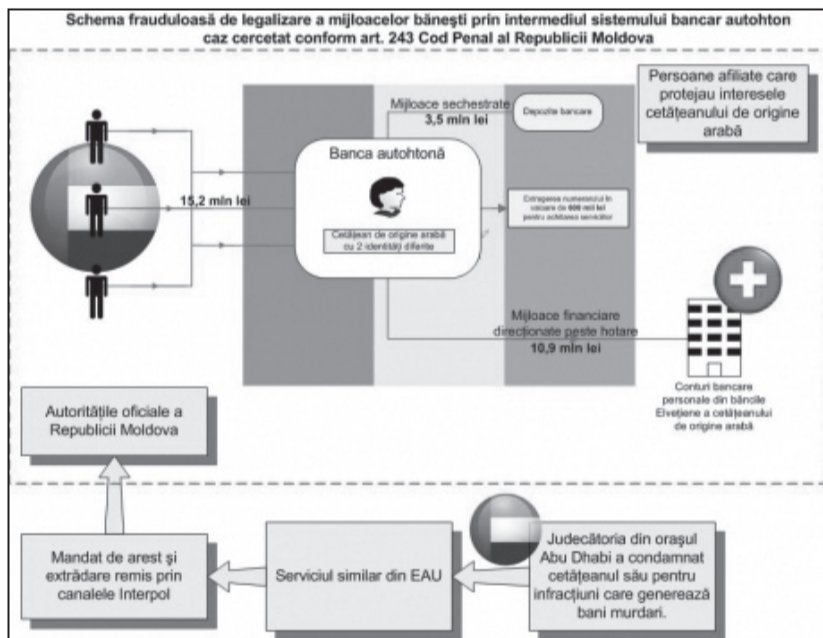 Schema frauduloasă de legalizare a mijloacelor bănești prin intermediul sistemului bancar autohton
caz cercetat conform art. 243 Cod Penal al Republicii Moldova
Persoane afiliate care
protejau interesele
cetățeanului de origine
arabă
Mijloace sechestrate
3,5 mln lei
Depozite bancare
Banca autohtonă
15,2 mln lei
Extragerea numerarului în
valoare de 600 mii lei
pentru achitarea serviciilor
Cetățean de origine arabă
cu 2 identități diferite
Mijloace financiare
direcționate peste hotare
10,9 mln lei
Conturi bancare
personale din băncile
Elvețiene a cetățeanului
de origine arabă
Autoritățile oficiale a
Republicii Moldova
Mandat de arest și
extrădare remis prin
canalele Interpol
Serviciul similar din EAU
Judecătoria din orașul
Abu Dhabi a condamnat
cetățeanul său pentru
infracțiuni care generează
bani murdari.